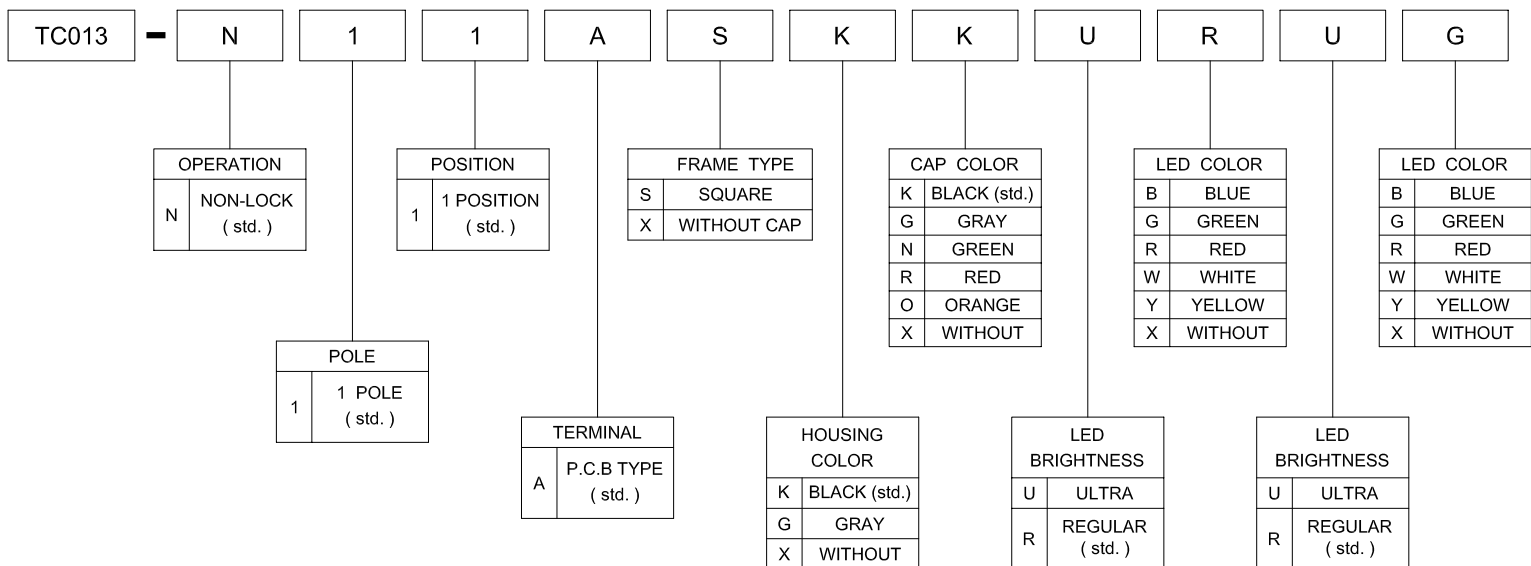 TC013 - N 1 1 A S K K U R U G
OPERATION
N NON-LOCK
( std. )
POSITION
1 1 POSITION
( std. )
FRAME TYPE
S SQUARE
X WITHOUT CAP
CAP COLOR
K BLACK (std.)
G GRAY
N GREEN
R RED
O ORANGE
X WITHOUT
LED COLOR
B BLUE
G GREEN
R RED
W WHITE
Y YELLOW
X WITHOUT
LED COLOR
B BLUE
G GREEN
R RED
W WHITE
Y YELLOW
X WITHOUT
POLE
1 1 POLE
( std. )
TERMINAL
A P.C.B TYPE
( std. )
HOUSING
COLOR
K BLACK (std.)
G GRAY
X WITHOUT
LED
BRIGHTNESS
U ULTRA
R REGULAR
( std. )
LED
BRIGHTNESS
U ULTRA
R REGULAR
( std. )